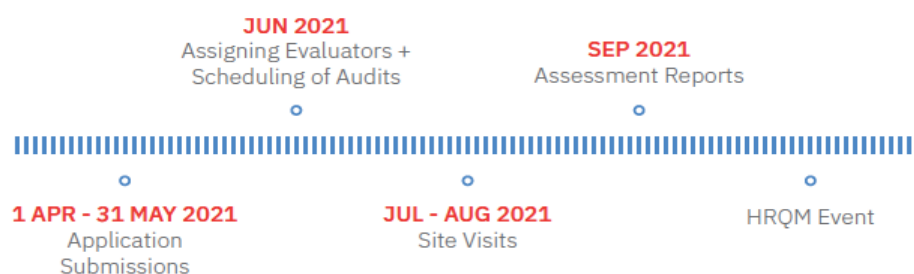 JUN 2021
Assigning Evaluators +
Scheduling of Audits
SEP 2021
Assessment Reports
1 APR - 31 MAY 2021
Application
Submissions
JUL - AUG 2021
Site Visits
HRQM Event